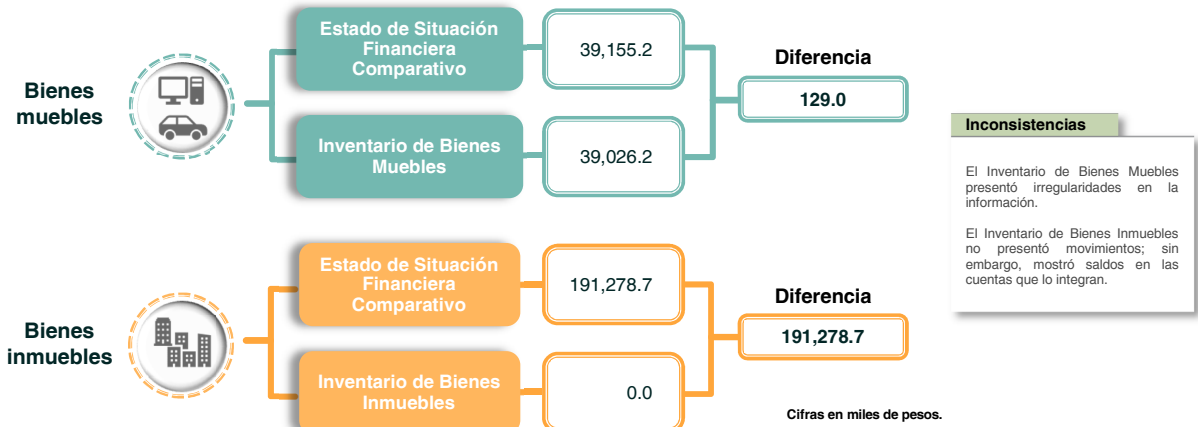 Bienes
muebles
Estado de Situación
Financiera
Comparativo
39,155.2
Inventario de Bienes
Muebles
39,026.2
Diferencia
129.0
Inconsistencias
El Inventario de Bienes Muebles
presentó irregularidades en la
información.
El Inventario de Bienes Inmuebles
no presentó movimientos; sin
embargo, mostró saldos en las
cuentas que lo integran.
Bienes
inmuebles
Estado de Situación
Financiera
Comparativo
191,278.7
Inventario de Bienes
Inmuebles
0.0
Diferencia
191,278.7
Cifras en miles de pesos.